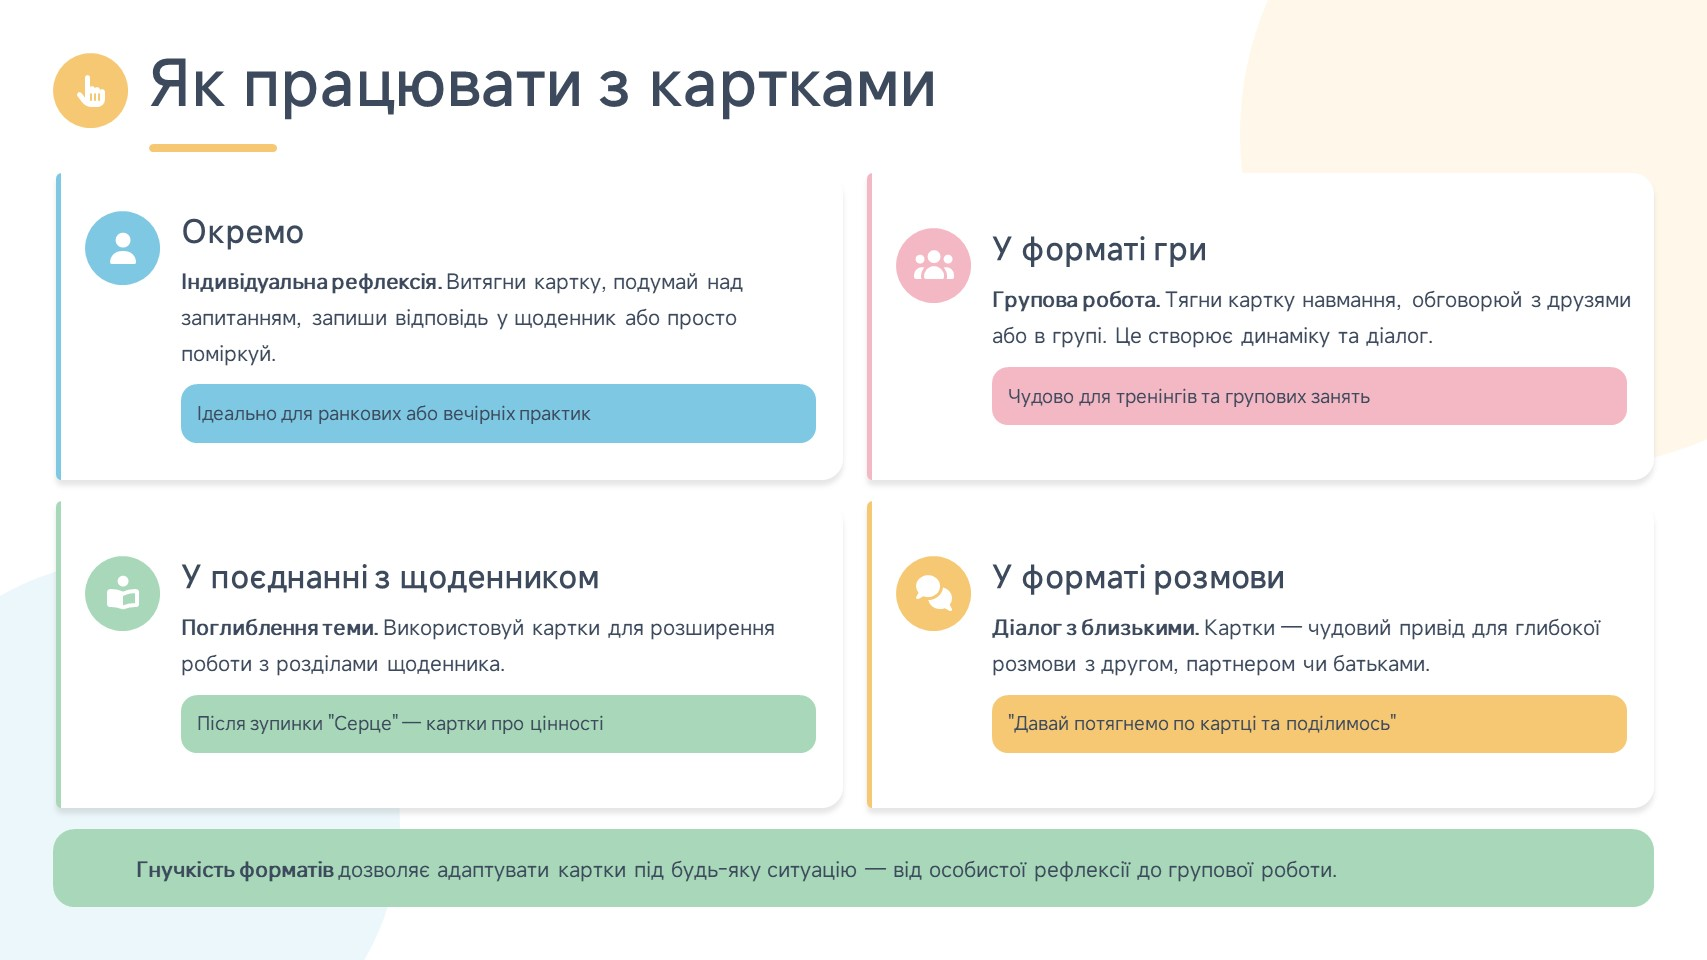 Як працювати з картками
Окремо
Індивідуальна рефлексія. Витягни картку, подумай над
запитанням, запиши відповідь у щоденник або просто
поміркуй.
Ідеально для ранкових або вечірніх практик
У форматі гри
Групова робота. Тягни картку навмання, обговорюй з друзями
або в групі. Це створює динаміку та діалог.
Чудово для тренінгів та групових занять
У поєднанні з щоденником
Поглиблення теми. Використовуй картки для розширення
роботи з розділами щоденника.
Після зупинки "Серце" — картки про цінності
У форматі розмови
Діалог з близькими. Картки — чудовий привід для глибокої
розмови з другом, партнером чи батьками.
"Давай потягнемо по картці та поділимось"
Гнучкість форматів дозволяє адаптувати картки під будь-яку ситуацію — від особистої рефлексії до групової роботи.